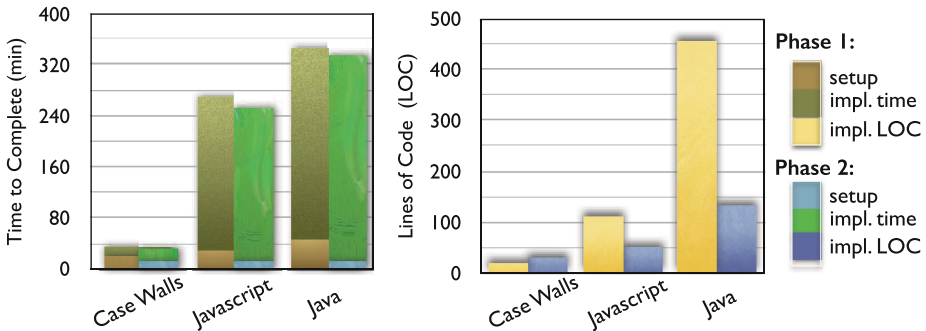 Time to Complete (min)
400
320
240
160
80
0
Case Walls
Javascript
Java
Lines of Code (LOC)
500
400
300
200
100
0
Case Walls
Javascript
Java
Phase 1:
setup
impl. time
impl. LOC
Phase 2:
setup
impl. time
impl. LOC